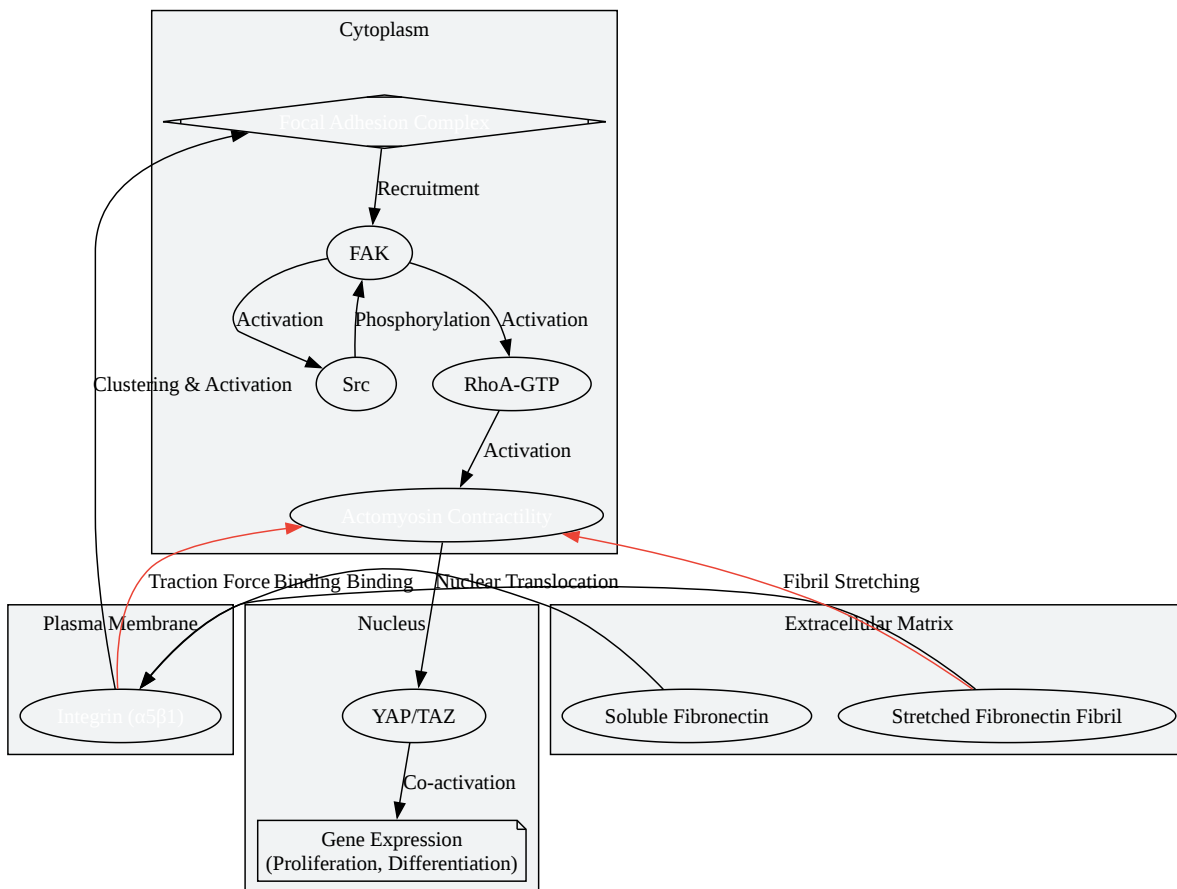 Cytoplasm
Focal Adhesion Complex
Recruitment
FAK
Activation
Phosphorylation
Activation
Clustering & Activation
Src
RhoA-GTP
Activation
Actomyosin Contractility
Traction Force
Binding
Binding
Nuclear Translocation
Fibril Stretching
Plasma Membrane
Nucleus
Extracellular Matrix
Integrin (α5β1)
YAP/TAZ
Soluble Fibronectin
Stretched Fibronectin Fibril
Co-activation
Gene Expression
(Proliferation, Differentiation)